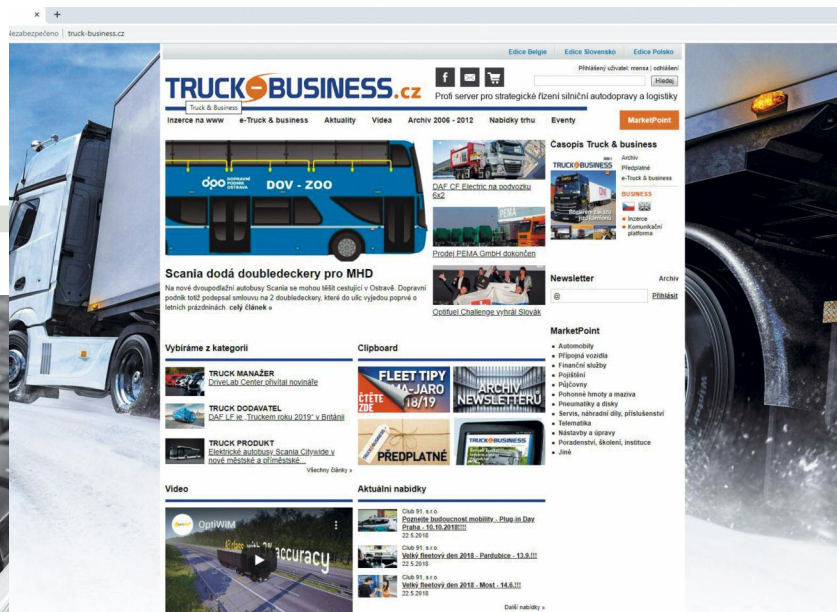 × +
Nezabezpečeno | truck-business.cz
Edice Belgie Edice Slovensko Edice Polsko
Přihlášený uživatel: mensa | odhlášení
Hledej
TRUCK BUSINESS.cz
Profi server pro strategické řízení silniční autodopravy a logistiky
Truck & Business
Inzerce na www e-Truck & business Aktuality Videa Archiv 2006 - 2012 Nabídky trhu Eventy MarketPoint
dpo DOPRAVNÍ PODNIK OSTRAVA DOV - ZOO
DAF CF Electric na podvozku 6x2
PEMA
Prodej PEMA GmbH dokončen
Optifuel Challenge vyhrál Slovák
Scania dodá doubledeckery pro MHD
Na nové dvoupodlažní autobusy Scania se mohou těšit cestující v Ostravě. Dopravní
podnik totiž podepsal smlouvu na 2 doubledeckery, které do ulic vyjedou poprvé o
letních prázdninách. celý článek »
Časopis Truck & business
TRUCK BUSINESS
Archiv
Předplatné
e-Truck & business
BUSINESS
Inzerce
Komunikační
platforma
Newsletter Archiv
@ Přihlásit
MarketPoint
Automobily
Přípojná vozidla
Finanční služby
Pojištění
Půjčovny
Pohonné hmoty a maziva
Pneumatiky a disky
Servis, náhradní díly, příslušenství
Telematika
Nástavby a úpravy
Poradenství, školení, instituce
Jiné
Vybíráme z kategorií
TRUCK MANAŽER
DriveLab Center přivítal novináře
TRUCK DODAVATEL
DAF LF je „Truckem roku 2019“ v Británii
TRUCK PRODUKT
Elektrické autobusy Scania Citywide v
nové městské a příměstské...
Všechny články »
Clipboard
FLEET TIPY
MA-JARO
18/19
ČTĚTE
ZDE
ARCHIV
NEWSLETTERŮ
PŘEDPLATNÉ
TRUCK BUSINESS
Video
OptiWIM
accuracy
Aktuální nabídky
Club 91, s.r.o.
Poznejte budoucnost mobility - Plug-in Day
Praha - 10.10.2018!!!!
22.5.2018
Club 91, s.r.o.
Velký fleetový den 2018 - Pardubice - 13.9.!!!
22.5.2018
Club 91, s.r.o.
Velký fleetový den 2018 - Most - 14.6.!!!
22.5.2018
Další nabídky »